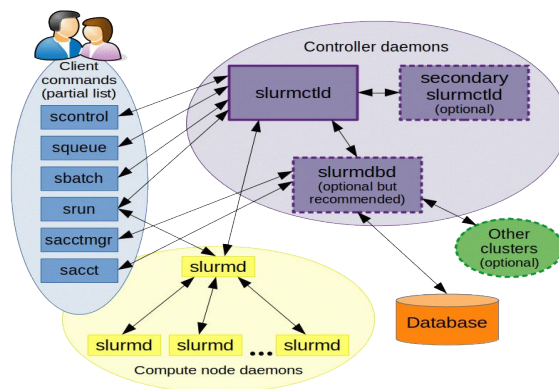 Client
commands
(partial list)
scontrol
squeue
sbatch
srun
sacctmgr
sacct
Controller daemons
slurmctld
secondary
slurmctld
(optional)
slurmdbd
(optional but
recommended)
Other
clusters
(optional)
Database
slurmd
slurmd
slurmd
...
slurmd
Compute node daemons